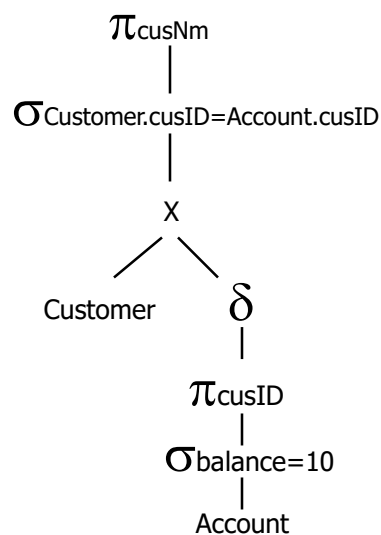 πcusNm
σCustomer.cusID=Account.cusID
X
Customer
δ
πcusID
σbalance=10
Account